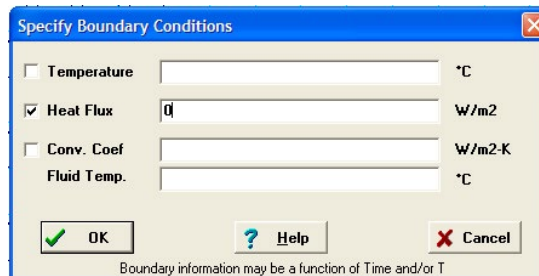 Specify Boundary Conditions
Temperature °C
Heat Flux 0 W/m2
Conv. Coef W/m2-K
Fluid Temp. °C
OK Help Cancel
Boundary information may be a function of Time and/or T